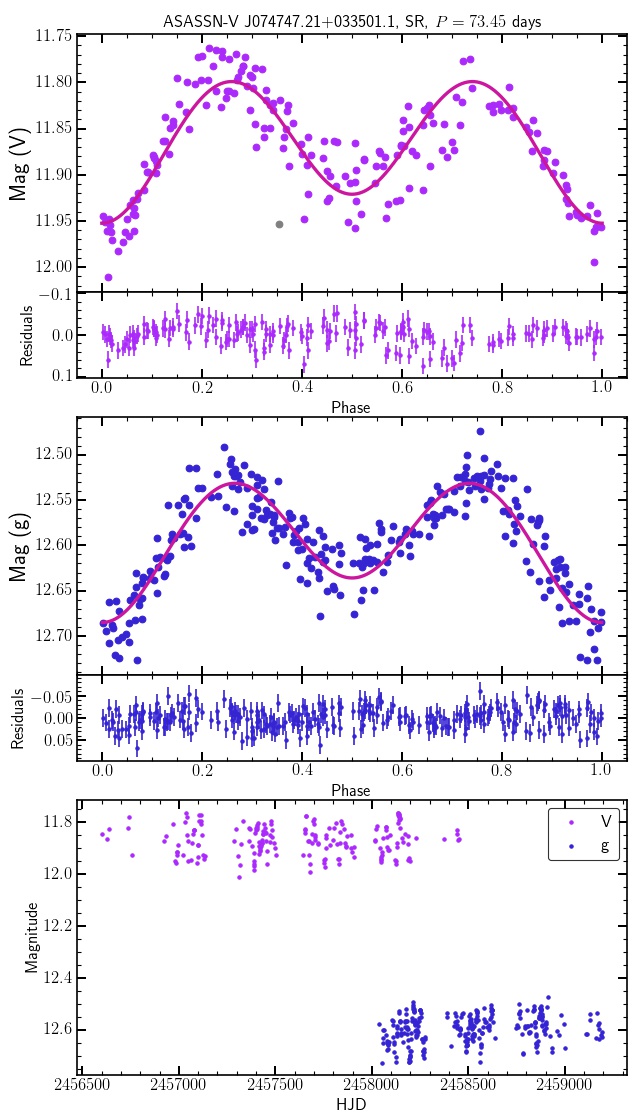 ASASSN-V J074747.21+033501.1, SR, P = 73.45 days
11.75
11.80
11.85
11.90
11.95
12.00
Mag (V)
−0.1
0.0
0.1
Residuals
0.0 0.2 0.4 0.6 0.8 1.0
Phase
12.50
12.55
12.60
12.65
12.70
Mag (g)
−0.05
0.00
0.05
Residuals
0.0 0.2 0.4 0.6 0.8 1.0
Phase
11.8
12.0
12.2
12.4
12.6
Magnitude
V
g
2456500 2457000 2457500 2458000 2458500 2459000
HJD